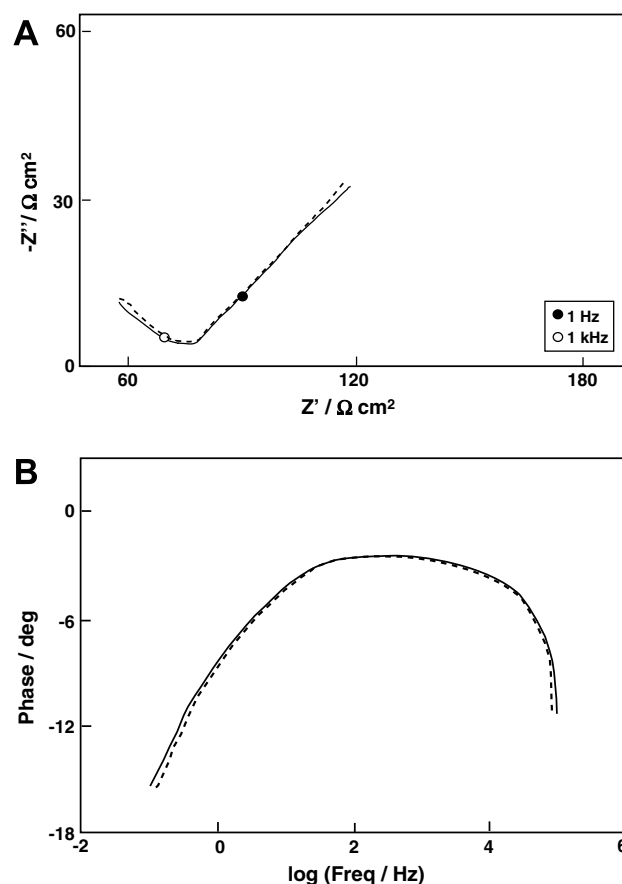 A
60
30
0
-Z''/ Ω cm²
● 1 Hz
○ 1 kHz
60 120 180
Z' / Ω cm²
B
0
-6
-12
-18
Phase / deg
-2 0 2 4 6
log (Freq / Hz)